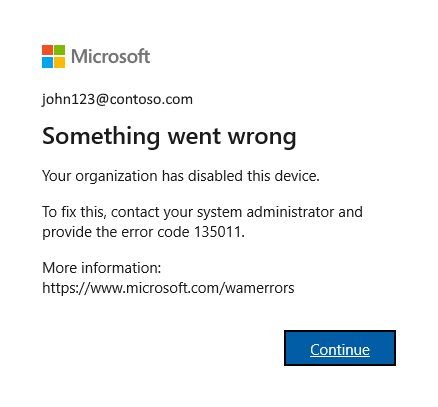 Microsoft
john123@contoso.com
Something went wrong
Your organization has disabled this device.
To fix this, contact your system administrator and
provide the error code 135011.
More information:
https://www.microsoft.com/wamerrors
Continue